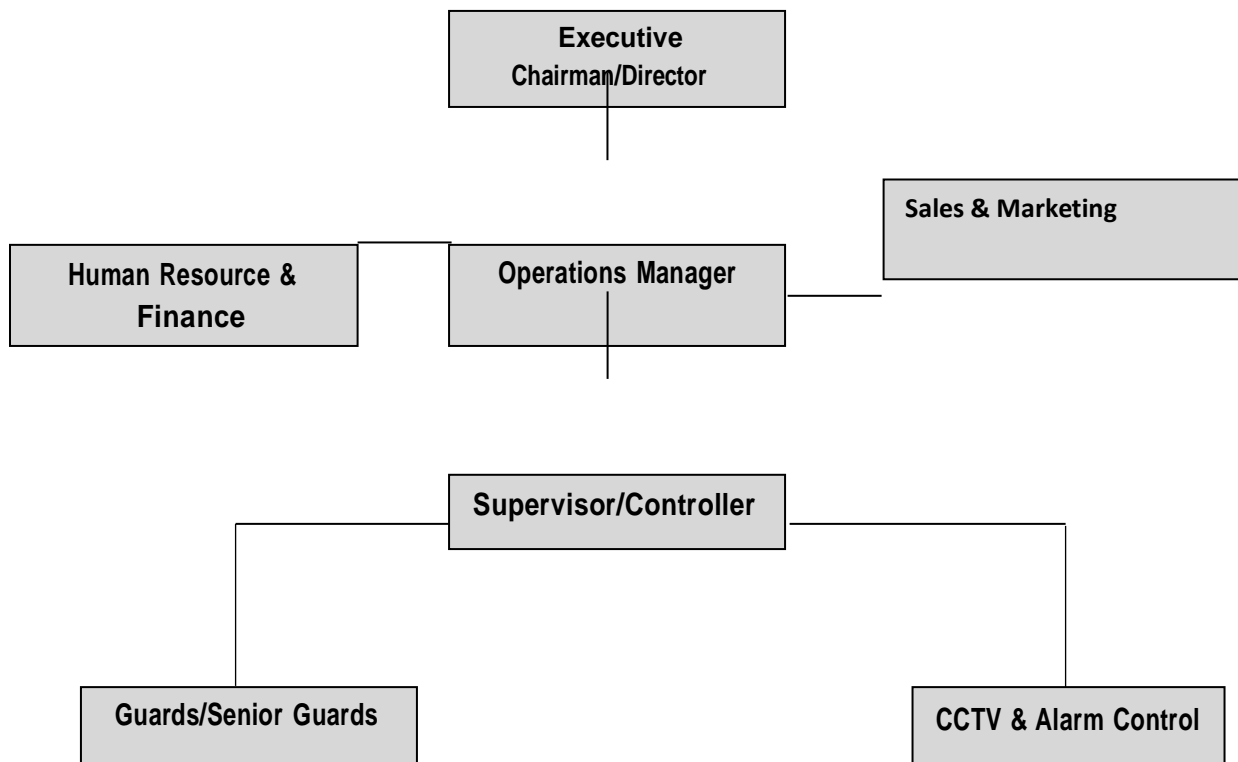 Executive
Chairman/Director
Sales & Marketing
Human Resource &
Finance
Operations Manager
Supervisor/Controller
Guards/Senior Guards
CCTV & Alarm Control